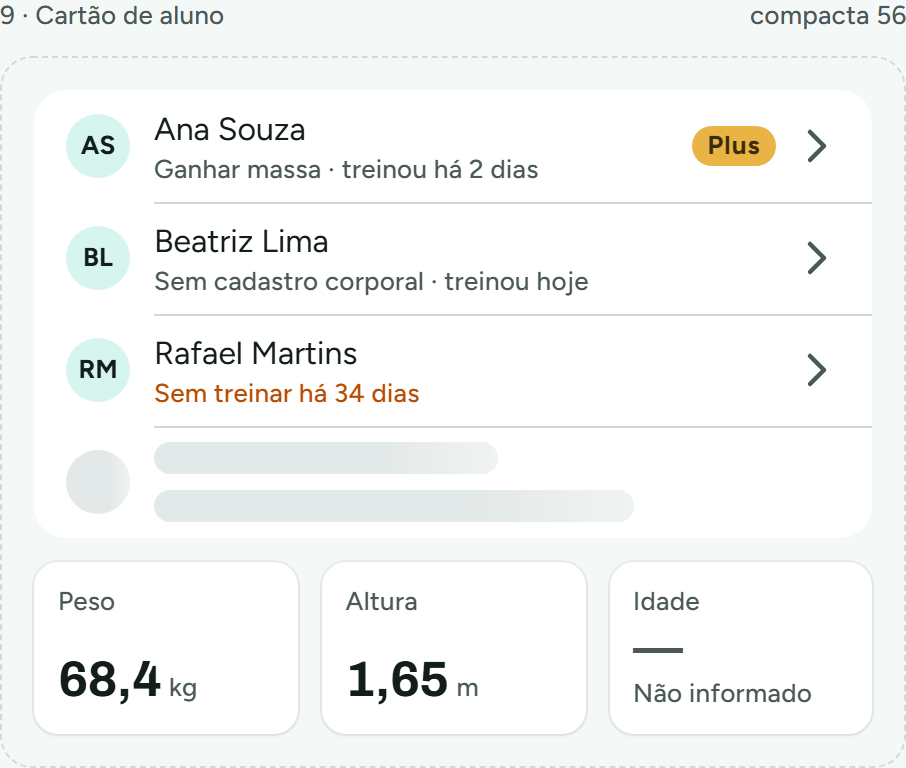 9 · Cartão de aluno
compacta 56
AS
Ana Souza
Ganhar massa · treinou há 2 dias
Plus
BL
Beatriz Lima
Sem cadastro corporal · treinou hoje
RM
Rafael Martins
Sem treinar há 34 dias
Peso
68,4 kg
Altura
1,65 m
Idade
—
Não informado